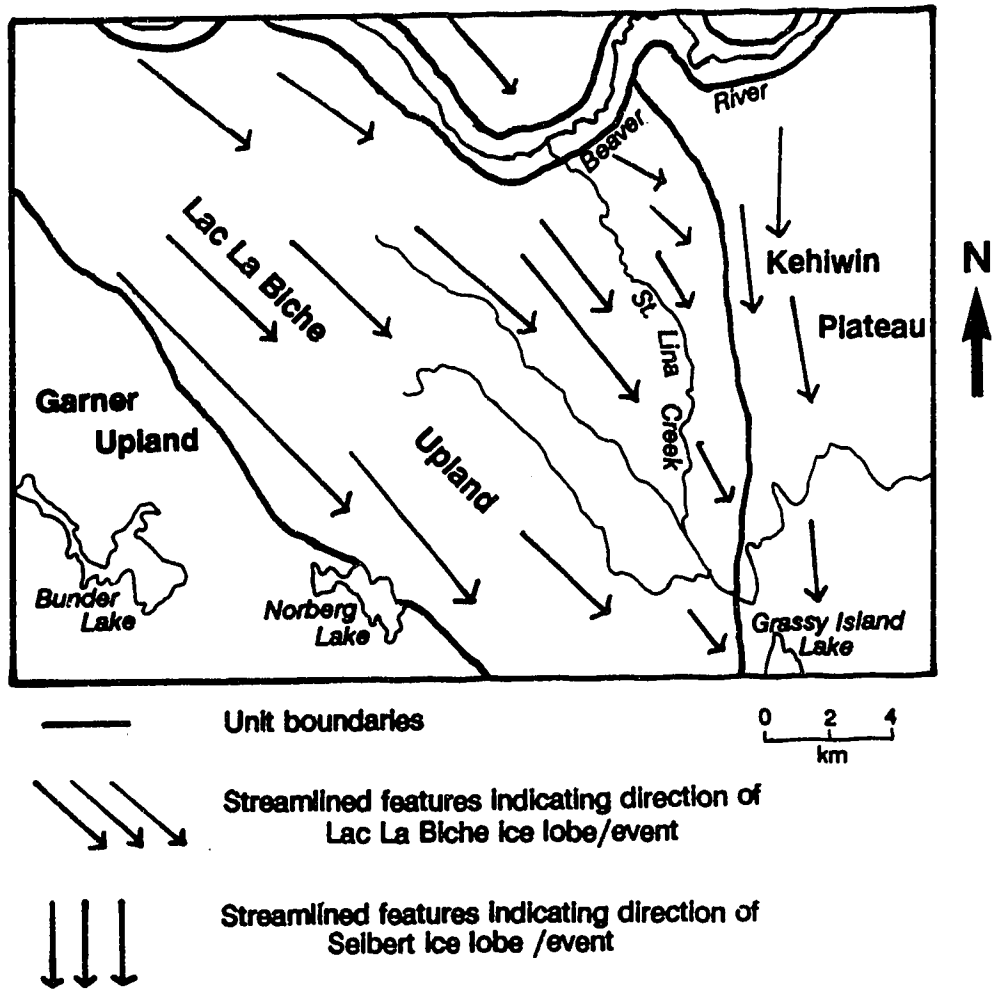 River
Beaver
Kehiwin
Plateau
N
Lac La Biche
Upland
St
Lina
Creek
Garner
Upland
Bunder
Lake
Norberg
Lake
Grassy Island
Lake
Unit boundaries
0 2 4
km
Streamlined features indicating direction of
Lac La Biche ice lobe/event
Streamlined features indicating direction of
Seibert ice lobe /event